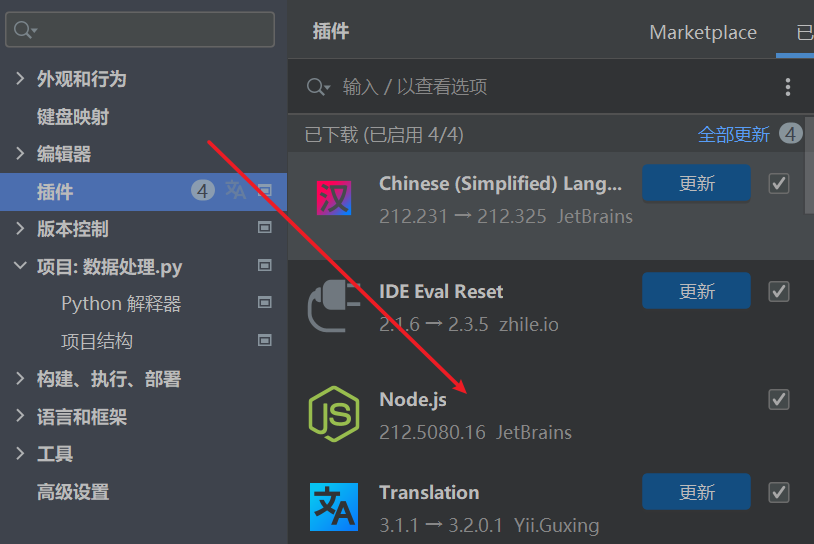 插件
Marketplace
已
外观和行为
键盘映射
编辑器
插件
4
版本控制
项目: 数据处理.py
Python 解释器
项目结构
构建、执行、部署
语言和框架
工具
高级设置
输入 / 以查看选项
已下载 (已启用 4/4)
全部更新 4
汉
Chinese (Simplified) Lang...
更新
212.231 → 212.325 JetBrains
IDE Eval Reset
更新
2.1.6 → 2.3.5 zhile.io
JS
Node.js
212.5080.16 JetBrains
文A
Translation
更新
3.1.1 → 3.2.0.1 Yii.Guxing